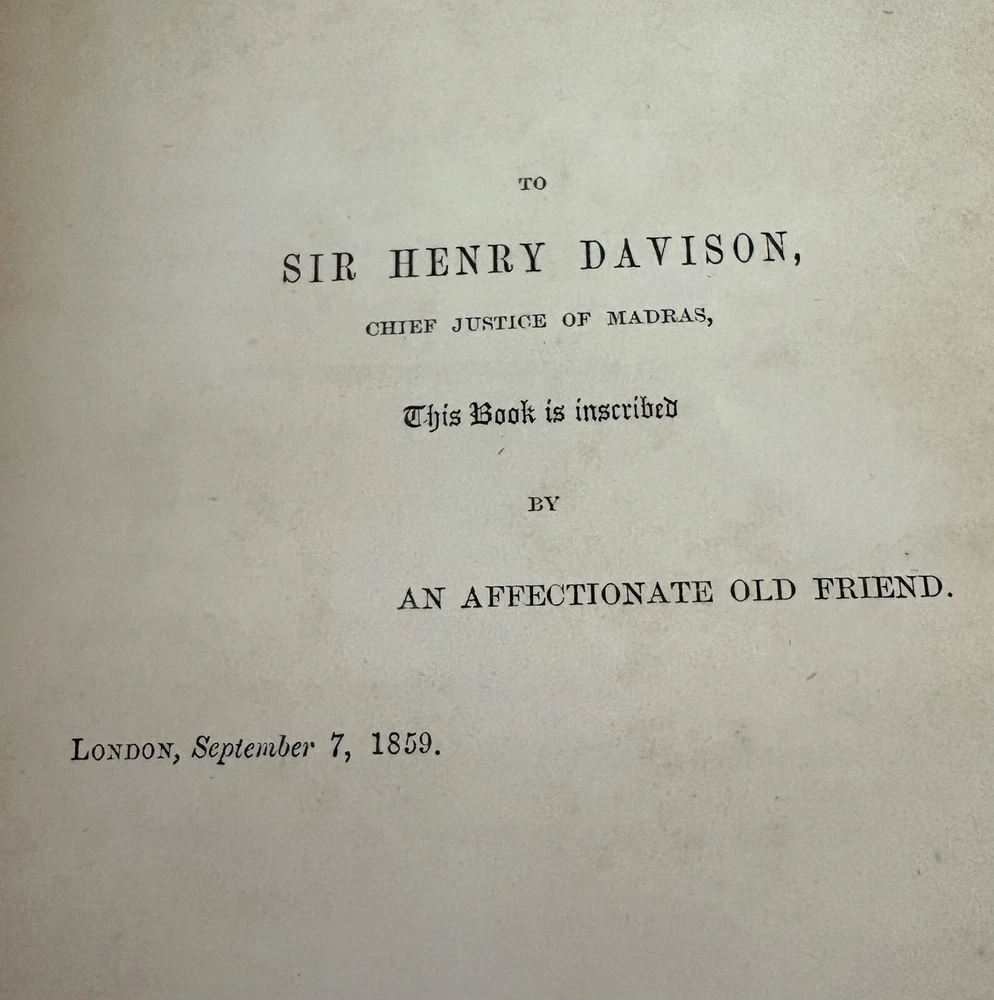 TO
SIR HENRY DAVISON,
CHIEF JUSTICE OF MADRAS,
This Book is inscribed
BY
AN AFFECTIONATE OLD FRIEND.
LONDON, September 7, 1859.